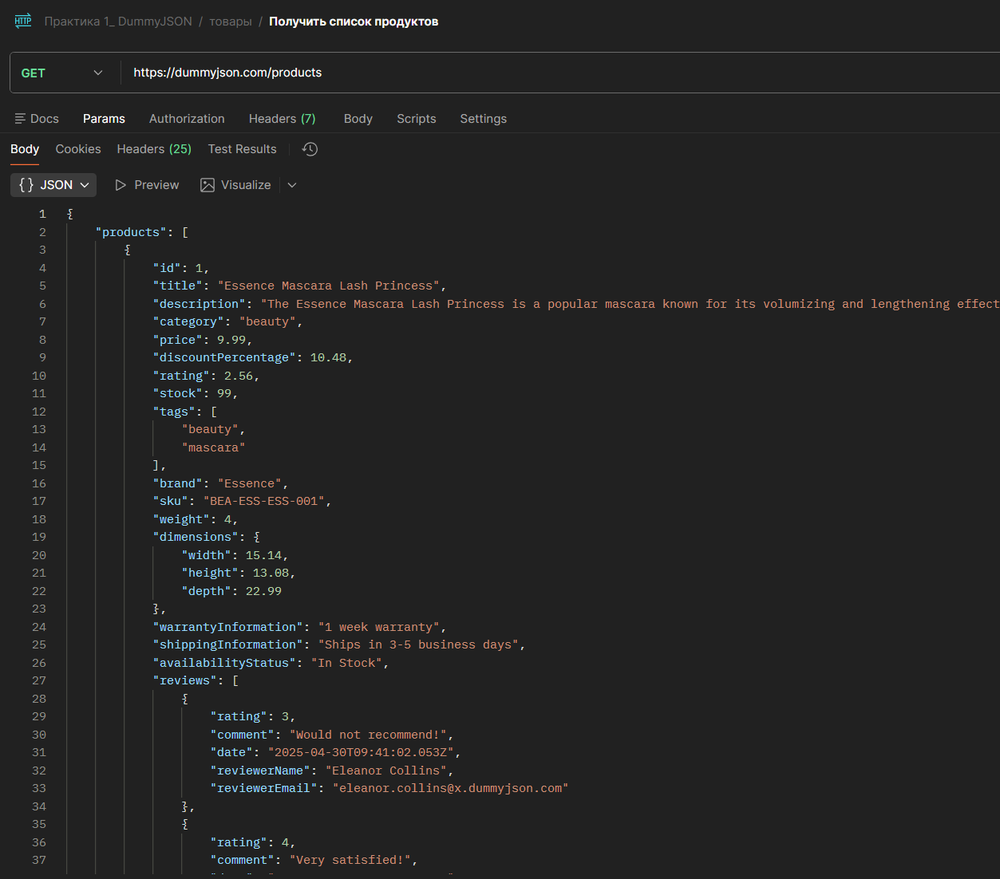 HTTP Практика 1_ DummyJSON / товары / Получить список продуктов
GET https://dummyjson.com/products
Docs Params Authorization Headers (7) Body Scripts Settings
Body Cookies Headers (25) Test Results
{} JSON Preview Visualize
1 {
2 "products": [
3 {
4 "id": 1,
5 "title": "Essence Mascara Lash Princess",
6 "description": "The Essence Mascara Lash Princess is a popular mascara known for its volumizing and lengthening effect
7 "category": "beauty",
8 "price": 9.99,
9 "discountPercentage": 10.48,
10 "rating": 2.56,
11 "stock": 99,
12 "tags": [
13 "beauty",
14 "mascara"
15 ],
16 "brand": "Essence",
17 "sku": "BEA-ESS-ESS-001",
18 "weight": 4,
19 "dimensions": {
20 "width": 15.14,
21 "height": 13.08,
22 "depth": 22.99
23 },
24 "warrantyInformation": "1 week warranty",
25 "shippingInformation": "Ships in 3-5 business days",
26 "availabilityStatus": "In Stock",
27 "reviews": [
28 {
29 "rating": 3,
30 "comment": "Would not recommend!",
31 "date": "2025-04-30T09:41:02.053Z",
32 "reviewerName": "Eleanor Collins",
33 "reviewerEmail": "eleanor.collins@x.dummyjson.com"
34 },
35 {
36 "rating": 4,
37 "comment": "Very satisfied!",